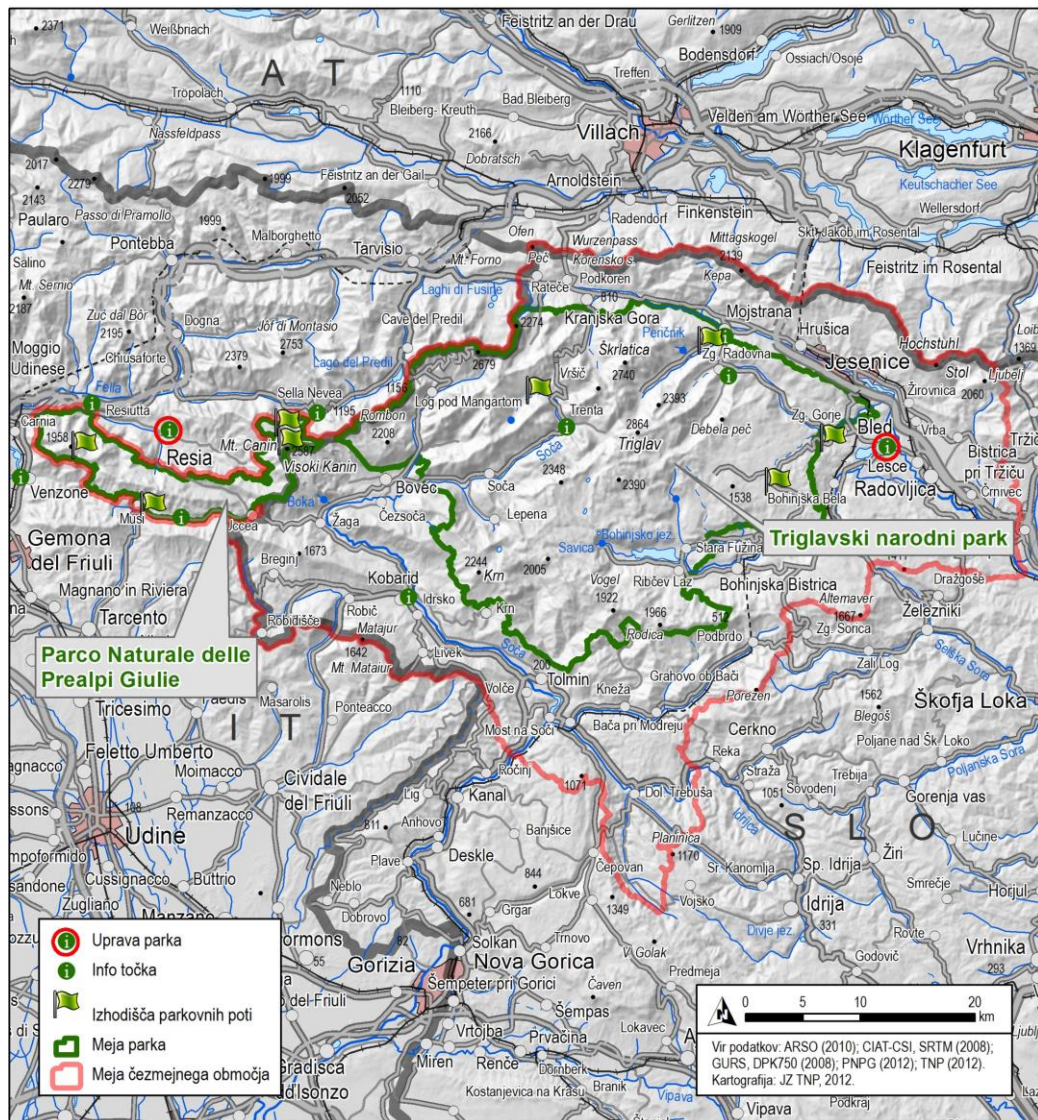 2371
Weißbriach
Feistritz an der Drau
Gerlitzen
1909
Bodensdorf
Ossiach/Osoje
Treffen
A T
1110
Bleiberg- Kreuth
Bad Bleiberg
Tröpolach
Villach
Velden am Wörther See
Wörther See
Klagenfurt
Nassfeldpass
2166
Dobratsch
Keutschacher See
2017
2279
1999
Feistritz an der Gail
2052
Arnoldstein
2143
Wellersdorf
Paularo
Passo di Pramollo
Radendorf
Finkenstein
1999
Malborghetto
Ofen
Wurzenpass
Mittagskogel
Skt. Jakob im Rosental
Pontebba
Tarvisio
Mt. Forno
Peč
Korensko s.
2139
Kepa
Feistritz im Rosental
Salino
Rateče
Podkoren
Mt. Sernio
Laghi di Fusine
810
Mojstrana
2187
Zuc dal Bôr
2195
Dogna
Jôf di Montasio
Cave del Predil
2274
Kranjska Gora
Hrušica
Hochstuhl
Moggio
Udinese
2379
2753
Peričnik
Zg. Radovna
Jesenice
Stol
1369
Chiusaforte
Lago del Predil
2679
Škrlatica
2740
Ljubelj
Fella
Sella Nevea
1156
Vršič
Žirovnica
2060
Resiutta
1195
Log pod Mangartom
2393
Carnia
Rombon
Trenta
Zg. Gorje
1958
Mt. Canin
2208
2864
Triglav
Debela peč
Bled
Vrba
Resia
2587
Visoki Kanin
Soča
Lesce
Bistrica
pri Tržiču
2348
2390
1538
Bohinjska Bela
Radovljica
Venzone
Bovec
Soča
Črnivec
Musi
Boka
Uccea
Žaga
Čezsoča
Lepena
Bohinjsko jez.
Triglavski narodni park
Gemona
del Friuli
Savica
Stara Fužina
Breginj
1673
2244
Krn
2005
Vogel
Ribčev Laz
Bohinjska Bistrica
Dražgoše
Magnano in Riviera
Kobarid
Idrsko
1922
Altemaver
Železniki
Tarcento
Robidišče
Robič
Krn
1966
512
1667
Matajur
Rodica
Podbrdo
Zg. Sorica
Parco Naturale delle
Prealpi Giulie
1642
Mt. Mataiur
Livek
Soča
200
Selška Sora
Tolmin
Grahovo ob Bači
Zali Log
Volče
Kneža
Porezen
1562
Škofja Loka
Masarolis
Ponteacco
Tricesimo
Bača pri Modreju
Blegoš
I T
Most na Soči
Cerkno
Poljane nad Šk. Loko
Feletto Umberto
Reka
Poljanska Sora
Moimacco
Ročinj
Straža
Trebija
Cividale
del Friuli
Lig
Kanal
1071
Dol. Trebuša
1051
Sovodenj
Gorenja vas
Remanzacco
108
811
Anhovo
Banjšice
Idrijca
S L O
Udine
Planinica
Lučine
Plave
Deskle
1170
Čepovan
Sr. Kanomlja
Sp. Idrija
Žiri
Cussignacco
Buttrio
844
Smrečje
Horjul
Zugliano
Neblo
Lokve
Vojsko
Dobrovo
681
Grgar
1349
Idrija
82
331
Trnovo
Divje jez.
Rovte
Solkan
Vrhnika
55
Gorizia
Nova Gorica
V Golak
Godovič
293
Predmeja
Šempeter pri Gorici
Čaven
Šempas
Vrtojba
Lokavec
Prvačina
Miren
Renče
Dornberk
Branik
Kostanjevica na Krasu
Vipava
Vipava
Podkraj
Uprava parka
Info točka
Izhodišča parkovnih poti
Meja parka
Meja čezmejnega območja
0 5 10 20
km
Vir podatkov: ARSO (2010); CIAT-CSI, SRTM (2008);
GURS, DPK750 (2008); PNPG (2012); TNP (2012).
Kartografija: JZ TNP, 2012.